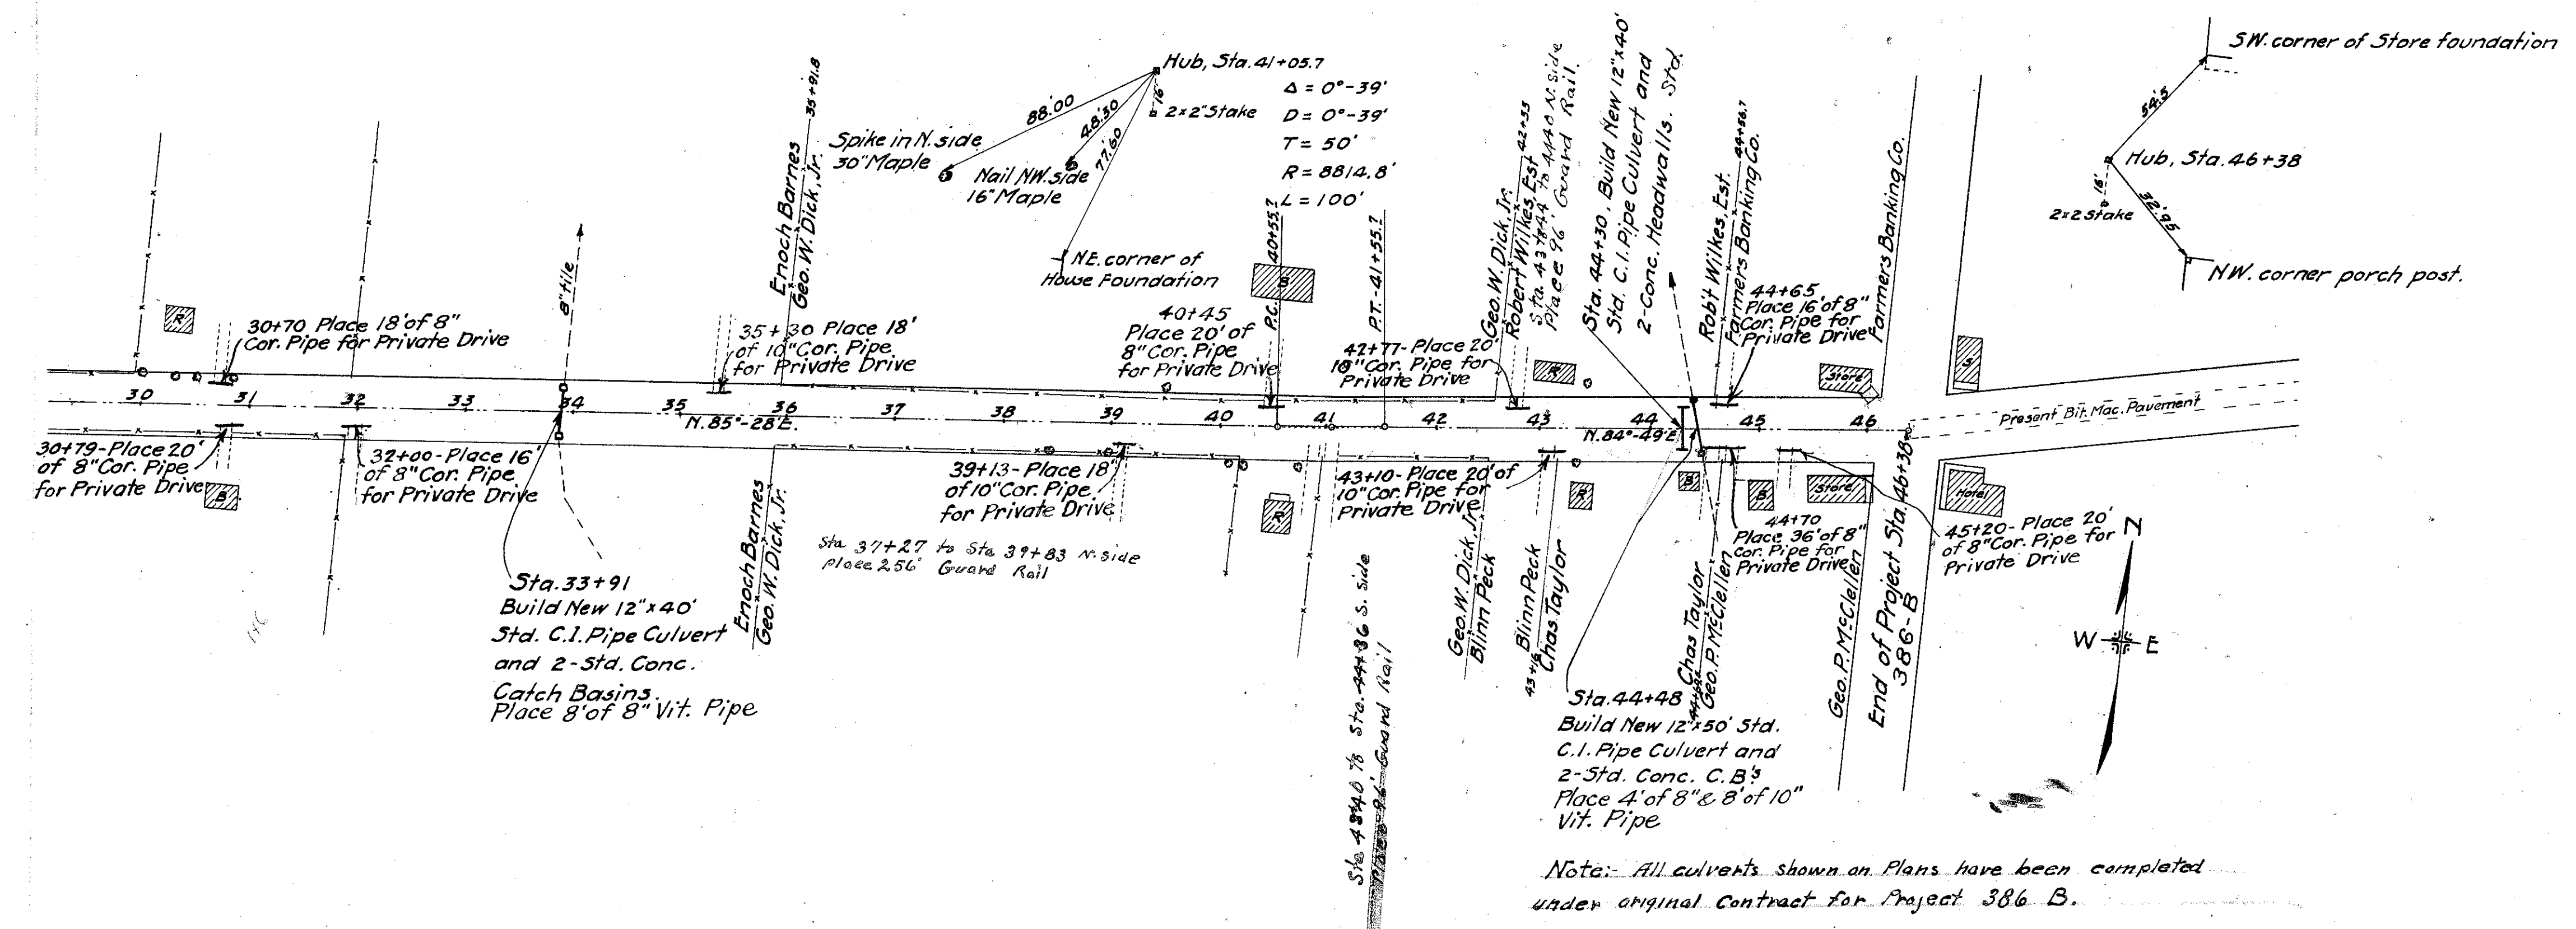 SW. corner of Store foundation
54.5
Hub, Sta. 46+38
16'
2x2 Stake
32.95
NW. corner porch post.
Hub, Sta. 41+05.7
88.00
48.30
77.60
16'
2x2" Stake
Spike in N. side
30" Maple
Nail NW. side
16" Maple
NE. corner of
House Foundation
Δ = 0°-39'
D = 0°-39'
T = 50'
R = 8814.8'
L = 100'
P.C. 40+55.7
P.T.-41+55.7
8" tile
Enoch Barnes
Geo. W. Dick, Jr.
35+91.8
Geo. W. Dick, Jr.
Robert Wilkes, Est.
42+55
to 44+40 N. side
Place 96' Guard Rail.
Sta. 44+30, Build New 12"x40'
Std. C.I. Pipe Culvert and
2-Conc. Headwalls. Std.
Rob't Wilkes, Est.
Farmers Banking Co.
44+56.7
Farmers Banking Co.
R
30+70 Place 18' of 8"
Cor. Pipe for Private Drive
35+30 Place 18'
of 10" Cor. Pipe
for Private Drive
40+45
Place 20' of
8" Cor. Pipe
for Private Drive
B
42+77-Place 20'
10" Cor. Pipe for
Private Drive
R
44+65
Place 16' of 8"
Cor. Pipe for
Private Drive
Store
S
30 31 32 33 34 35 36 37 38 39 40 41 42 43 44 45 46
N. 85°-28' E.
N. 84°-49' E.
Present Bit. Mac. Pavement
30+79-Place 20'
of 8" Cor. Pipe
for Private Drive
B
32+00-Place 16'
of 8" Cor. Pipe
for Private Drive
39+13-Place 18'
of 10" Cor. Pipe
for Private Drive
R
43+10-Place 20' of
10" Cor. Pipe for
Private Drive
R
B
B
Store
Hotel
44+70
Place 36' of 8"
Cor. Pipe for
Private Drive
45+20-Place 20'
of 8" Cor. Pipe for
Private Drive
Sta 37+27 to Sta 39+83 N. side
place 256' Guard Rail
Enoch Barnes
Geo. W. Dick, Jr.
S. side
Guard Rail
Geo. W. Dick, Jr.
Blinn Peck
Blinn Peck
Chas Taylor
43+16
Chas Taylor
Geo. P. McClellen
Geo. P. McClellen
End of Project Sta. 46+38
386-B
Sta. 33+91
Build New 12"x40'
Std. C.I. Pipe Culvert
and 2-Std. Conc.
Catch Basins.
Place 8' of 8" Vit. Pipe
Sta. 44+48
Build New 12"x50' Std.
C.I. Pipe Culvert and
2-Std. Conc. C.B's
Place 4' of 8" & 8' of 10"
Vit. Pipe
N
W E
Note:- All culverts shown on Plans have been completed
under original Contract for Project 386 B.